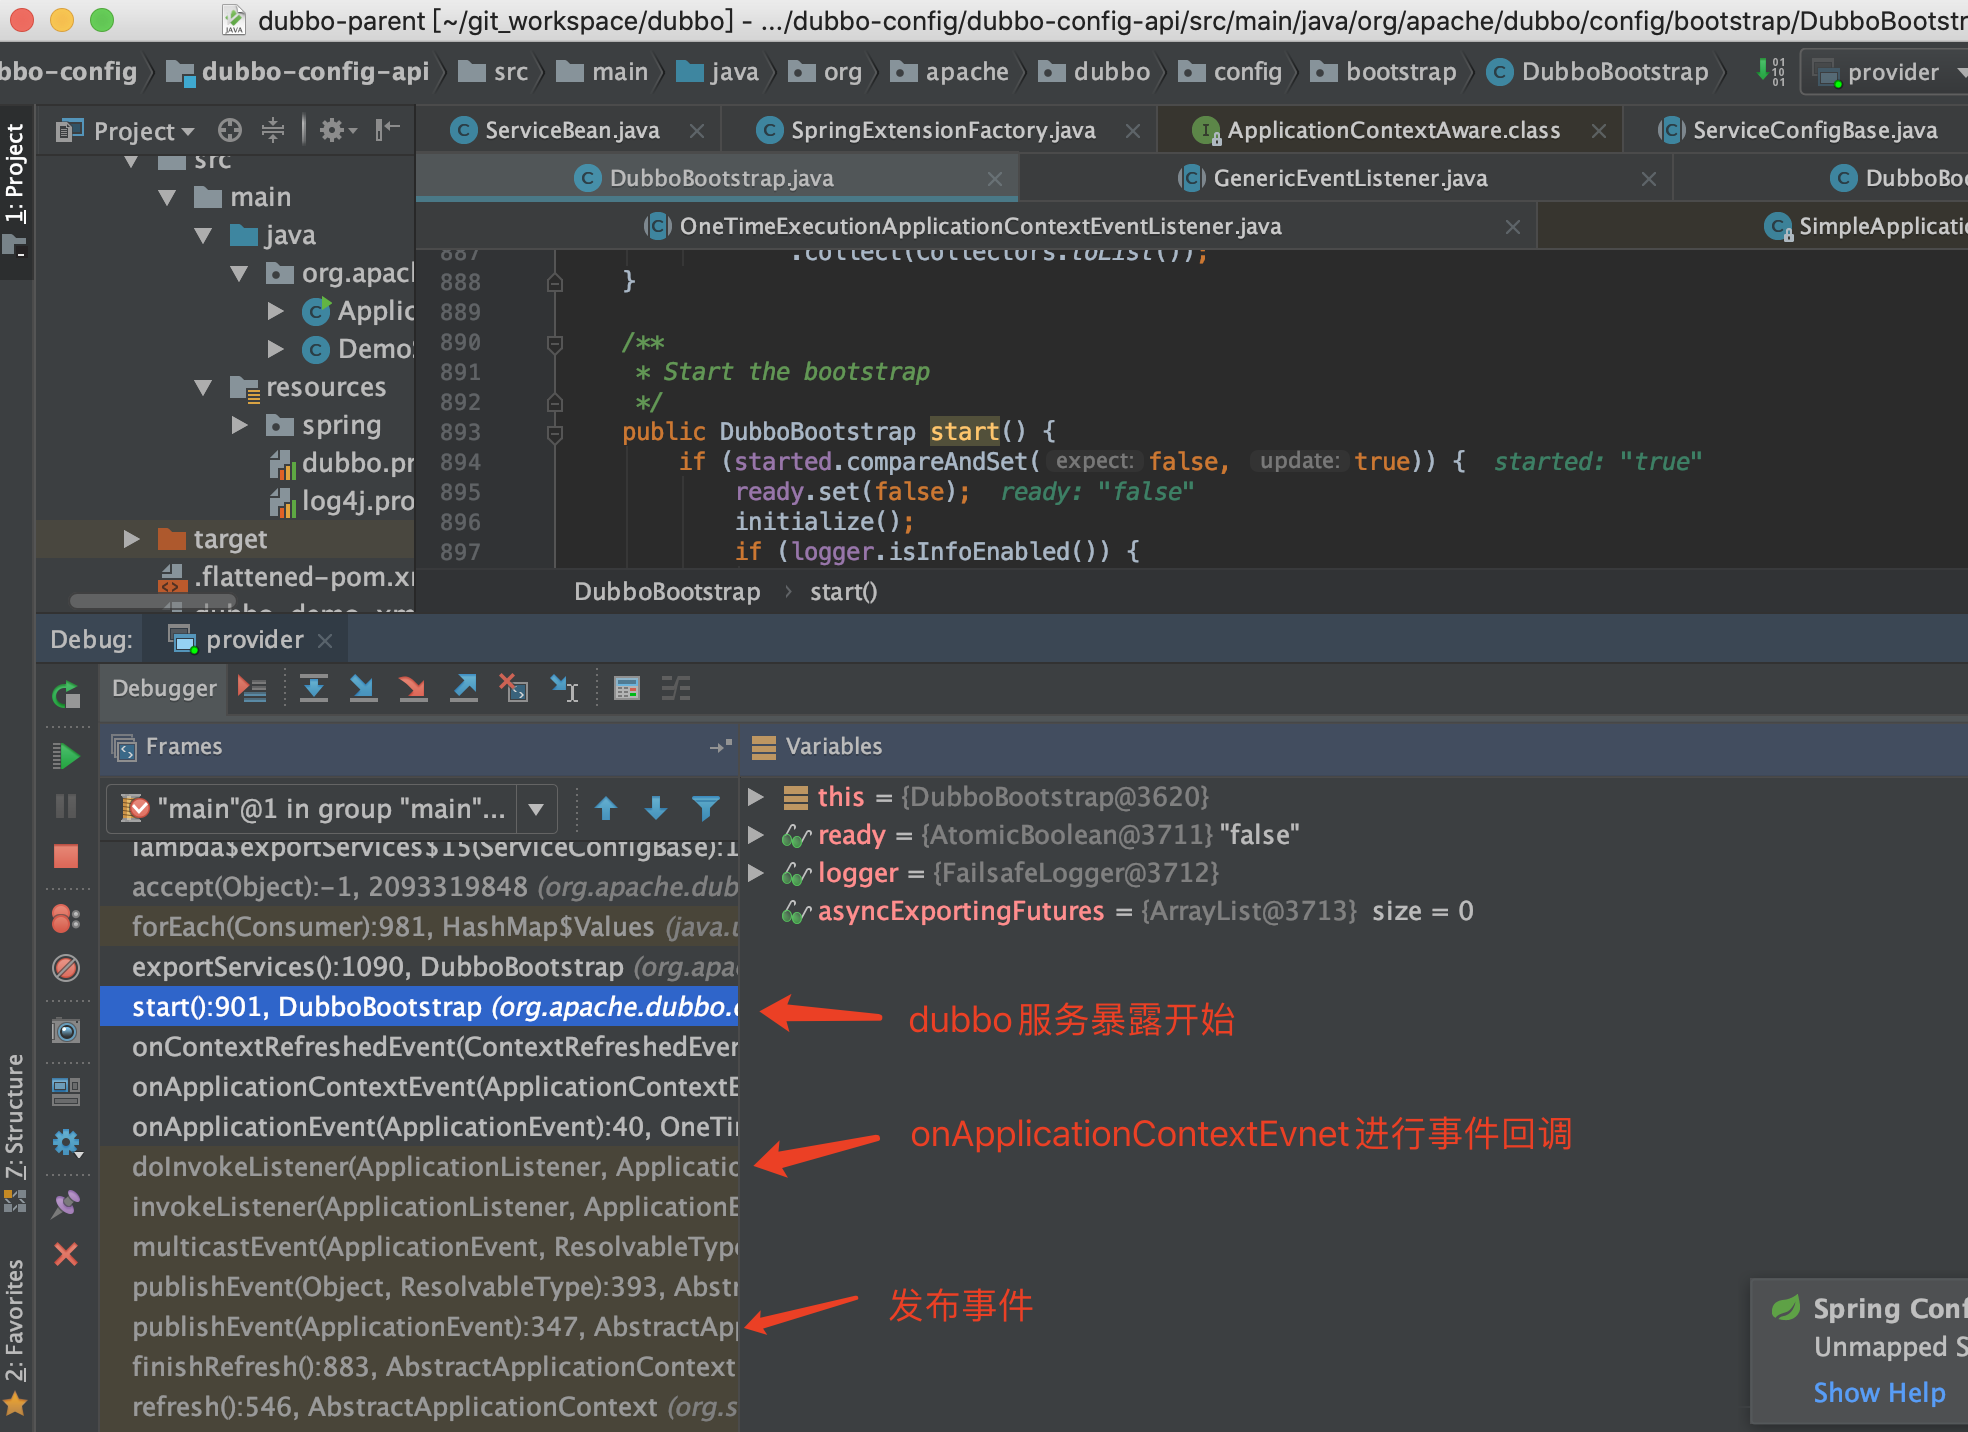 dubbo-parent [~/git_workspace/dubbo] - .../dubbo-config/dubbo-config-api/src/main/java/org/apache/dubbo/config/bootstrap/DubboBootstr
bbo-config dubbo-config-api src main java org apache dubbo config bootstrap DubboBootstrap provider
1: Project
Project
ServiceBean.java SpringExtensionFactory.java ApplicationContextAware.class ServiceConfigBase.java
DubboBootstrap.java GenericEventListener.java DubboBoo
OneTimeExecutionApplicationContextEventListener.java SimpleApplicati
src
main
java
org.apac
Applic
Demo
resources
spring
dubbo.pr
log4j.pro
target
.flattened-pom.x
887 .collect(Collectors.toList());
888 }
889
890 /**
891 * Start the bootstrap
892 */
893 public DubboBootstrap start() {
894 if (started.compareAndSet( expect: false, update: true)) { started: "true"
895 ready.set(false); ready: "false"
896 initialize();
897 if (logger.isInfoEnabled()) {
DubboBootstrap › start()
Debug: provider
Debugger
Frames
Variables
"main"@1 in group "main"...
lambda$exportServices$15(ServiceConfigBase):1
accept(Object):-1, 2093319848 (org.apache.dub
forEach(Consumer):981, HashMap$Values (java.u
exportServices():1090, DubboBootstrap (org.apa
start():901, DubboBootstrap (org.apache.dubbo.c
onContextRefreshedEvent(ContextRefreshedEver
onApplicationContextEvent(ApplicationContextE
onApplicationEvent(ApplicationEvent):40, OneTi
doInvokeListener(ApplicationListener, Applicatio
invokeListener(ApplicationListener, ApplicationE
multicastEvent(ApplicationEvent, ResolvableType
publishEvent(Object, ResolvableType):393, Abstr
publishEvent(ApplicationEvent):347, AbstractApp
finishRefresh():883, AbstractApplicationContext
refresh():546, AbstractApplicationContext (org.s
this = {DubboBootstrap@3620}
ready = {AtomicBoolean@3711} "false"
logger = {FailsafeLogger@3712}
asyncExportingFutures = {ArrayList@3713} size = 0
dubbo服务暴露开始
onApplicationContextEvnet进行事件回调
发布事件
7: Structure
2: Favorites
Spring Conf
Unmapped S
Show Help